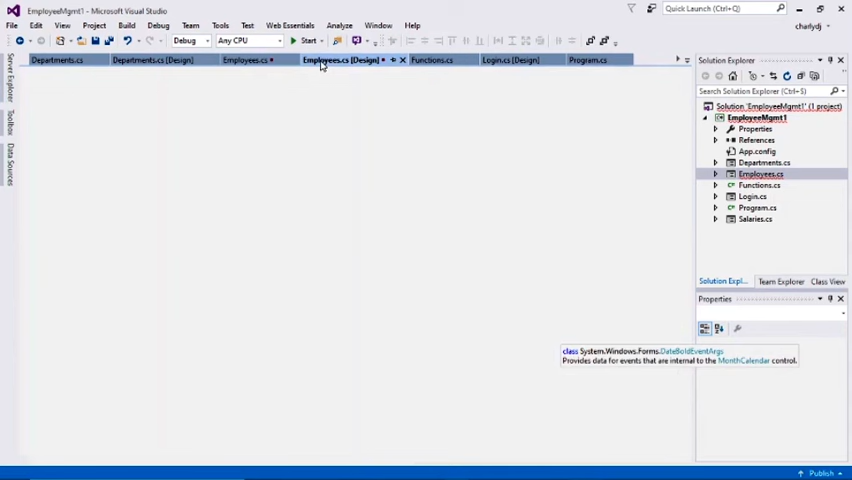 EmployeeMgmt1 - Microsoft Visual Studio
Quick Launch (Ctrl+Q)
File Edit View Project Build Debug Team Tools Test Web Essentials Analyze Window Help
charlydj
Debug Any CPU Start
Departments.cs Departments.cs [Design] Employees.cs Employees.cs [Design] Functions.cs Login.cs [Design] Program.cs
Server Explorer
Toolbox
Data Sources
Solution Explorer
Search Solution Explorer (Ctrl+S)
Solution 'EmployeeMgmt1' (1 project)
EmployeeMgmt1
Properties
References
App.config
Departments.cs
Employees.cs
Functions.cs
Login.cs
Program.cs
Salaries.cs
Solution Expl... Team Explorer Class View
Properties
class System.Windows.Forms.DateBoldEventArgs
Provides data for events that are internal to the MonthCalendar control.
Publish